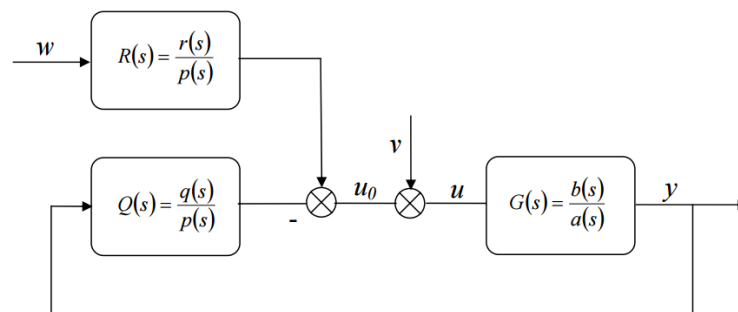 w
R(s) = r(s)/p(s)
v
Q(s) = q(s)/p(s)
-
u₀
u
G(s) = b(s)/a(s)
y